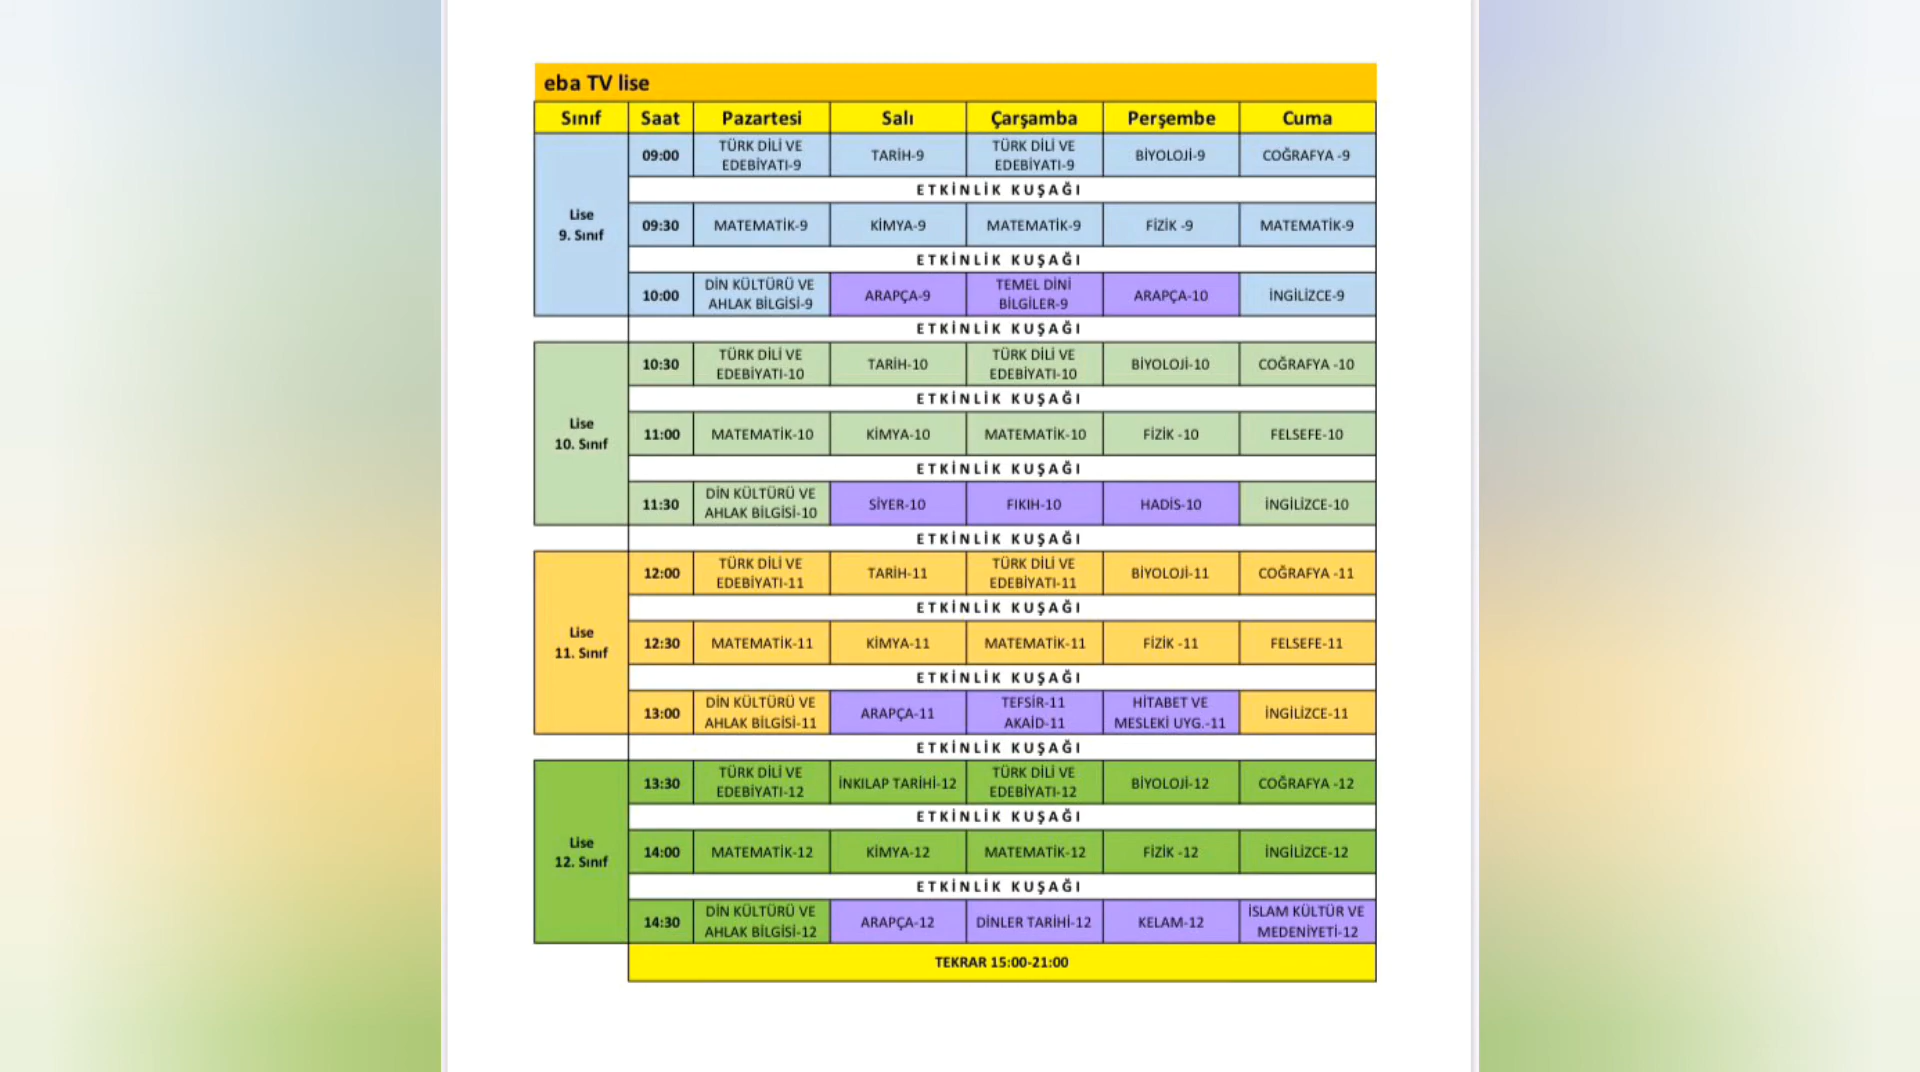 eba TV lise
Sınıf Saat Pazartesi Salı Çarşamba Perşembe Cuma
Lise 9. Sınıf
09:00 TÜRK DİLİ VE EDEBİYATI-9 TARİH-9 TÜRK DİLİ VE EDEBİYATI-9 BİYOLOJİ-9 COĞRAFYA -9
ETKİNLİK KUŞAĞI
09:30 MATEMATİK-9 KİMYA-9 MATEMATİK-9 FİZİK -9 MATEMATİK-9
ETKİNLİK KUŞAĞI
10:00 DİN KÜLTÜRÜ VE AHLAK BİLGİSİ-9 ARAPÇA-9 TEMEL DİNİ BİLGİLER-9 ARAPÇA-10 İNGİLİZCE-9
ETKİNLİK KUŞAĞI
Lise 10. Sınıf
10:30 TÜRK DİLİ VE EDEBİYATI-10 TARİH-10 TÜRK DİLİ VE EDEBİYATI-10 BİYOLOJİ-10 COĞRAFYA -10
ETKİNLİK KUŞAĞI
11:00 MATEMATİK-10 KİMYA-10 MATEMATİK-10 FİZİK -10 FELSEFE-10
ETKİNLİK KUŞAĞI
11:30 DİN KÜLTÜRÜ VE AHLAK BİLGİSİ-10 SİYER-10 FIKIH-10 HADİS-10 İNGİLİZCE-10
ETKİNLİK KUŞAĞI
Lise 11. Sınıf
12:00 TÜRK DİLİ VE EDEBİYATI-11 TARİH-11 TÜRK DİLİ VE EDEBİYATI-11 BİYOLOJİ-11 COĞRAFYA -11
ETKİNLİK KUŞAĞI
12:30 MATEMATİK-11 KİMYA-11 MATEMATİK-11 FİZİK -11 FELSEFE-11
ETKİNLİK KUŞAĞI
13:00 DİN KÜLTÜRÜ VE AHLAK BİLGİSİ-11 ARAPÇA-11 TEFSİR-11 AKAİD-11 HİTABET VE MESLEKİ UYG.-11 İNGİLİZCE-11
ETKİNLİK KUŞAĞI
Lise 12. Sınıf
13:30 TÜRK DİLİ VE EDEBİYATI-12 İNKILAP TARİHİ-12 TÜRK DİLİ VE EDEBİYATI-12 BİYOLOJİ-12 COĞRAFYA -12
ETKİNLİK KUŞAĞI
14:00 MATEMATİK-12 KİMYA-12 MATEMATİK-12 FİZİK -12 İNGİLİZCE-12
ETKİNLİK KUŞAĞI
14:30 DİN KÜLTÜRÜ VE AHLAK BİLGİSİ-12 ARAPÇA-12 DİNLER TARİHİ-12 KELAM-12 İSLAM KÜLTÜR VE MEDENİYETİ-12
TEKRAR 15:00-21:00